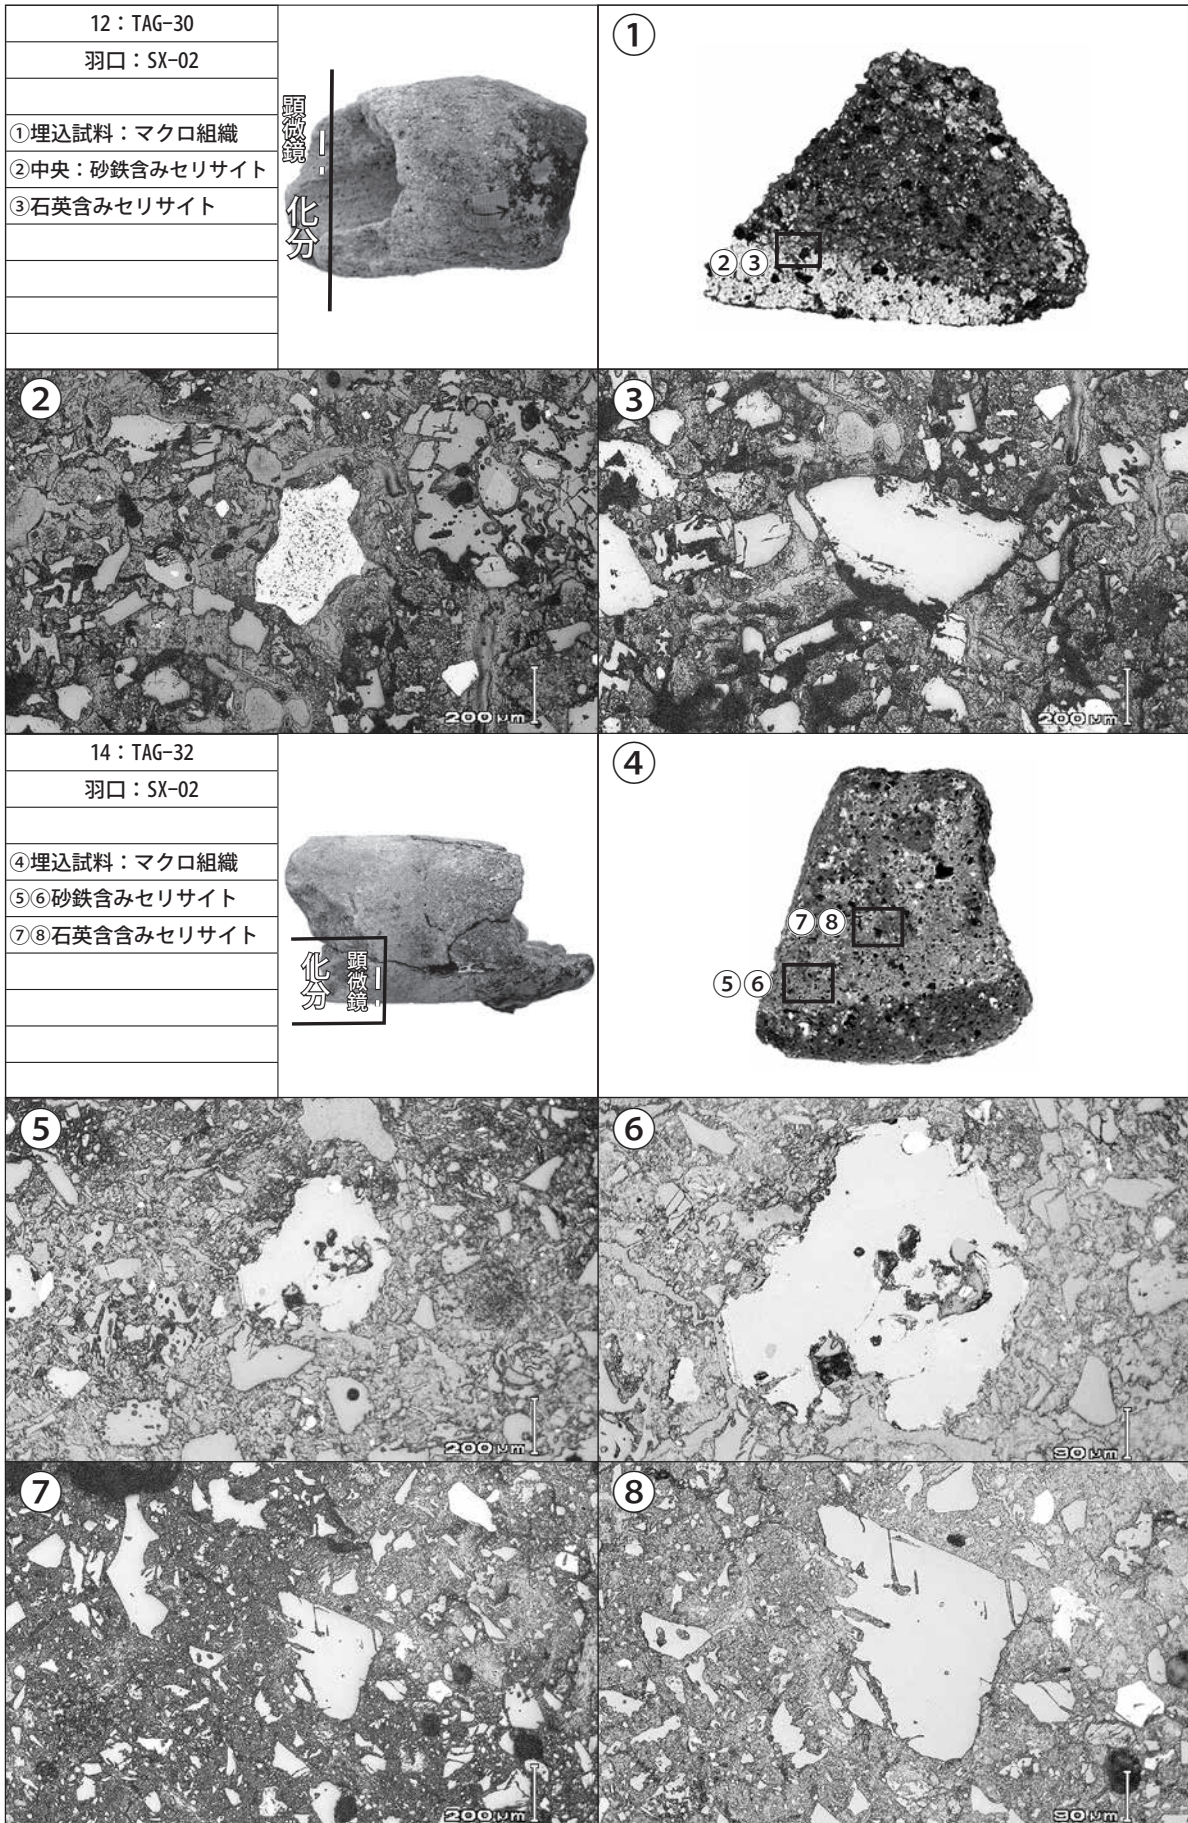 12：TAG-30
羽口：SX-02
①埋込試料：マクロ組織
②中央：砂鉄含みセリサイト
③石英含みセリサイト
顕微鏡
化分
①
②③
②
200μm
③
200μm
14：TAG-32
羽口：SX-02
④埋込試料：マクロ組織
⑤⑥砂鉄含みセリサイト
⑦⑧石英含含みセリサイト
化分
顕微鏡
④
⑦⑧
⑤⑥
⑤
200μm
⑥
90μm
⑦
200μm
⑧
90μm